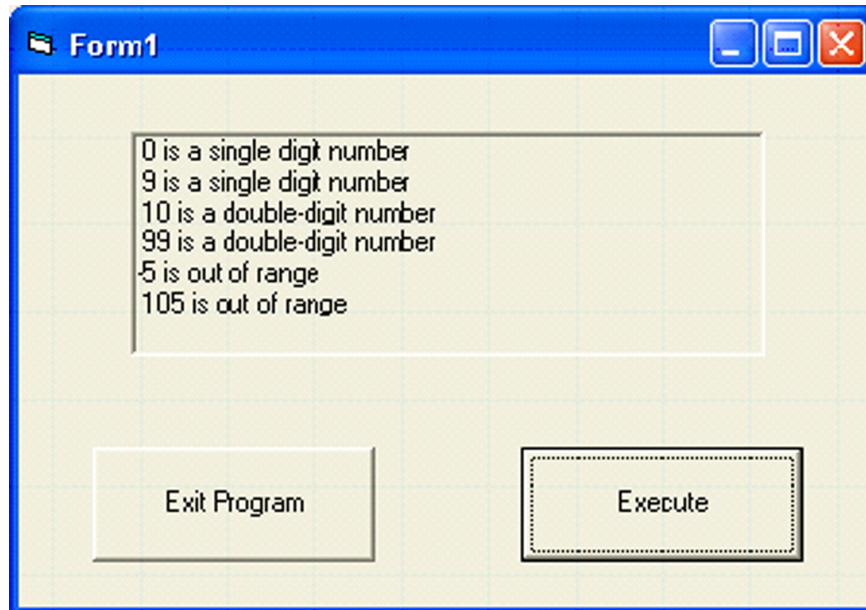 Form1
0 is a single digit number
9 is a single digit number
10 is a double-digit number
99 is a double-digit number
-5 is out of range
105 is out of range
Exit Program
Execute